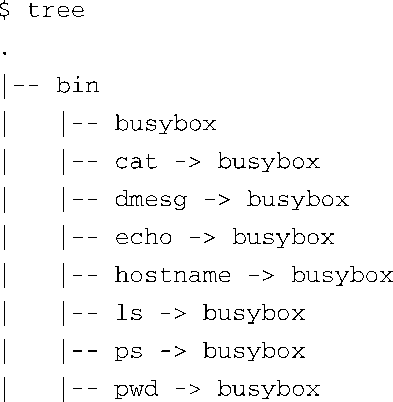 $ tree
.
|-- bin
|   |-- busybox
|   |-- cat -> busybox
|   |-- dmesg -> busybox
|   |-- echo -> busybox
|   |-- hostname -> busybox
|   |-- ls -> busybox
|   |-- ps -> busybox
|   |-- pwd -> busybox